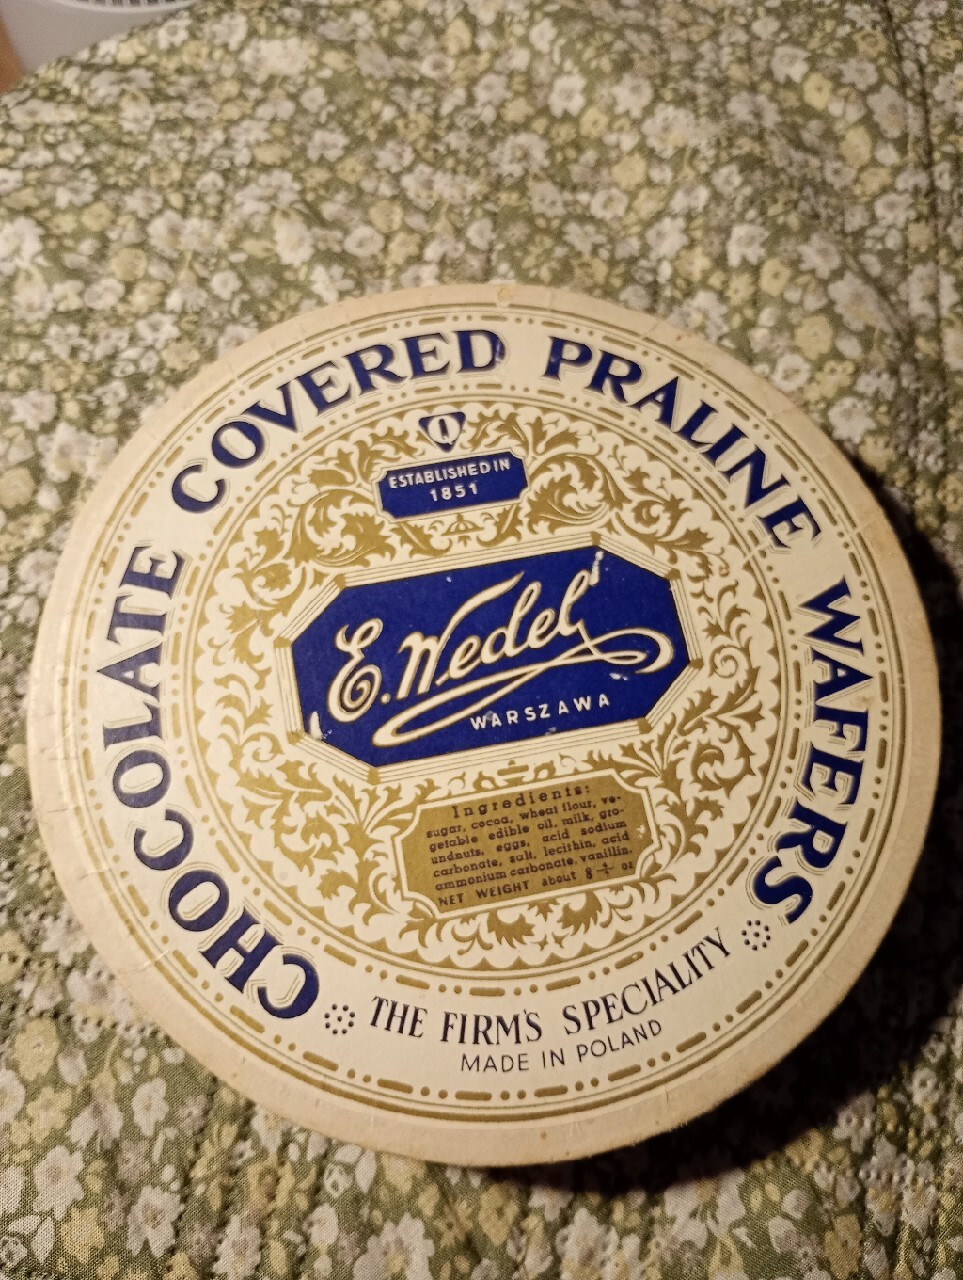 CHOCOLATE COVERED PRALINE WAFERS
Q
ESTABLISHED IN
1851
E. Wedel
WARSZAWA
Ingredients:
sugar, cocoa, wheat flour, ve-
getable edible oil, milk, gro-
undnuts, eggs, acid sodium
carbonate, salt, lecithin, acid
ammonium carbonate, vanillin.
NET WEIGHT about 8
oz
THE FIRM'S SPECIALITY
MADE IN POLAND